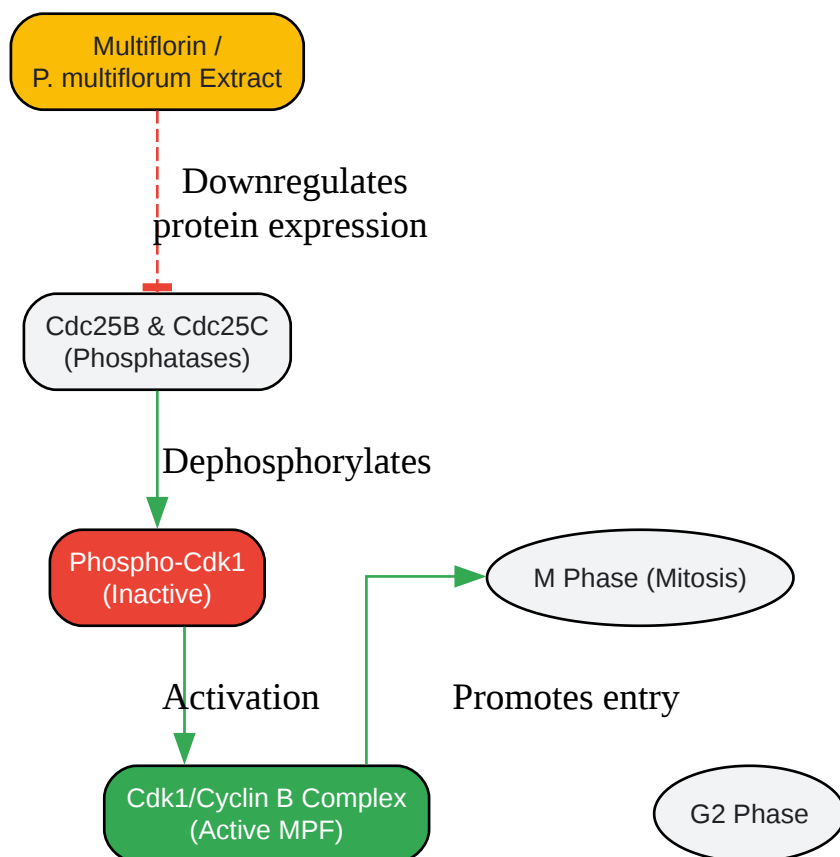 Multiflorin /
P. multiflorum Extract
Downregulates
protein expression
Cdc25B & Cdc25C
(Phosphatases)
Dephosphorylates
Phospho-Cdk1
(Inactive)
M Phase (Mitosis)
Activation
Promotes entry
Cdk1/Cyclin B Complex
(Active MPF)
G2 Phase